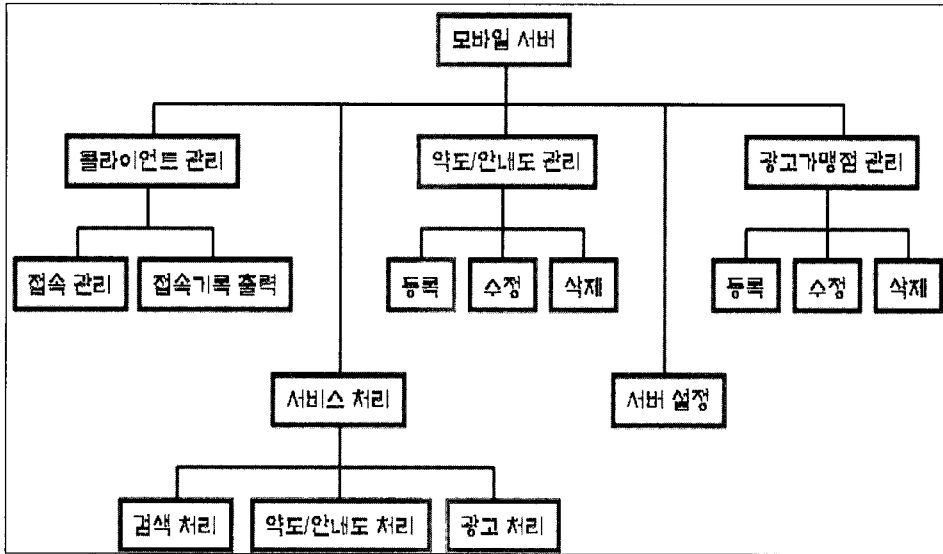 모바일 서버
클라이언트 관리
약도/안내도 관리
광고가맹점 관리
접속 관리
접속기록 출력
등록
수정
삭제
등록
수정
삭제
서비스 처리
서버 설정
검색 처리
약도/안내도 처리
광고 처리